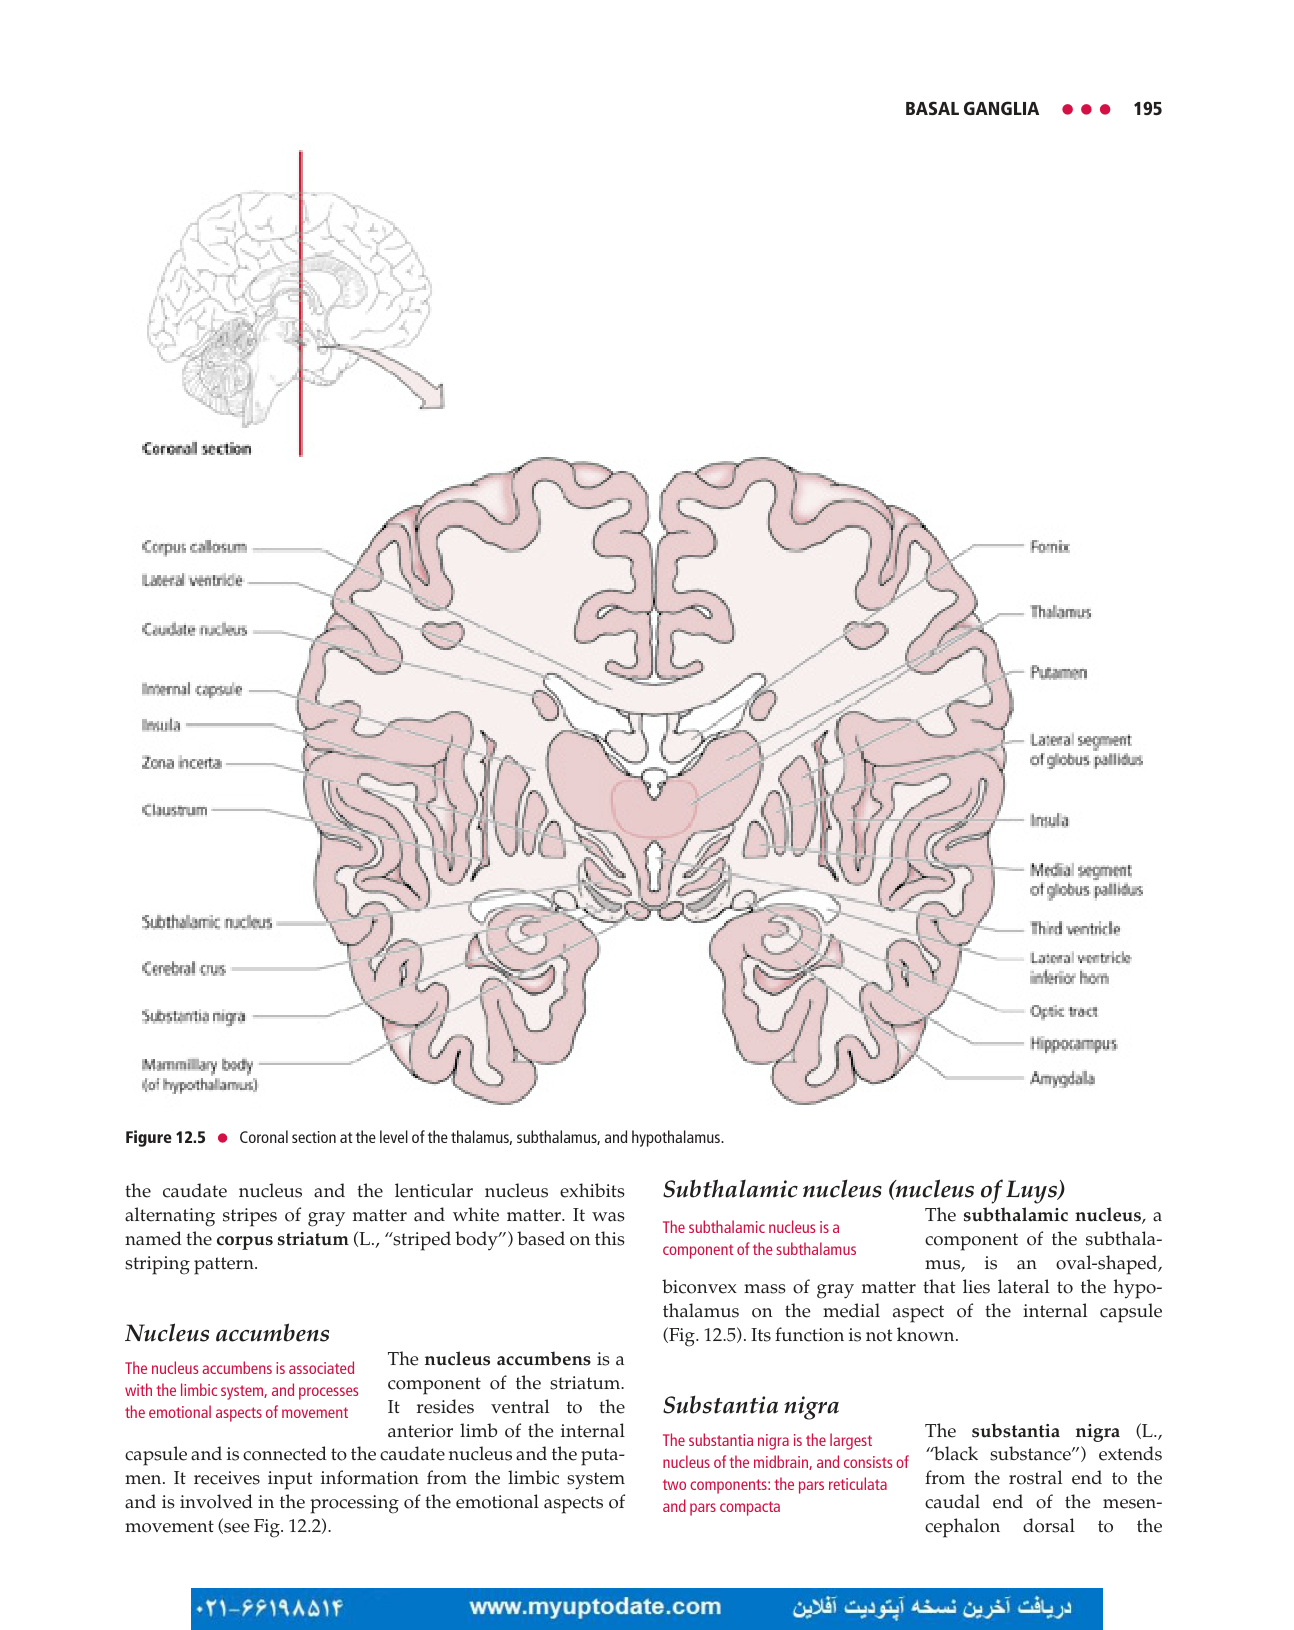 BASAL GANGLIA ● ● ● 195
Coronal section
Corpus callosum
Lateral ventricle
Caudate nucleus
Internal capsule
Insula
Zona incerta
Claustrum
Subthalamic nucleus
Cerebral crus
Substantia nigra
Mammillary body
(of hypothalamus)
Fornix
Thalamus
Putamen
Lateral segment
of globus pallidus
Insula
Medial segment
of globus pallidus
Third ventricle
Lateral ventricle
inferior horn
Optic tract
Hippocampus
Amygdala
Figure 12.5 ● Coronal section at the level of the thalamus, subthalamus, and hypothalamus.
the caudate nucleus and the lenticular nucleus exhibits
alternating stripes of gray matter and white matter. It was
named the corpus striatum (L., “striped body”) based on this
striping pattern.
Nucleus accumbens
The nucleus accumbens is associated
with the limbic system, and processes
the emotional aspects of movement
The nucleus accumbens is a
component of the striatum.
It resides ventral to the
anterior limb of the internal
capsule and is connected to the caudate nucleus and the puta-
men. It receives input information from the limbic system
and is involved in the processing of the emotional aspects of
movement (see Fig. 12.2).
Subthalamic nucleus (nucleus of Luys)
The subthalamic nucleus is a
component of the subthalamus
The subthalamic nucleus, a
component of the subthala-
mus, is an oval-shaped,
biconvex mass of gray matter that lies lateral to the hypo-
thalamus on the medial aspect of the internal capsule
(Fig. 12.5). Its function is not known.
Substantia nigra
The substantia nigra is the largest
nucleus of the midbrain, and consists of
two components: the pars reticulata
and pars compacta
The substantia nigra (L.,
“black substance”) extends
from the rostral end to the
caudal end of the mesen-
cephalon dorsal to the
۰۲۱-۶۶۱۹۸۵۱۴ www.myuptodate.com دریافت آخرین نسخه آپتودیت آفلاین